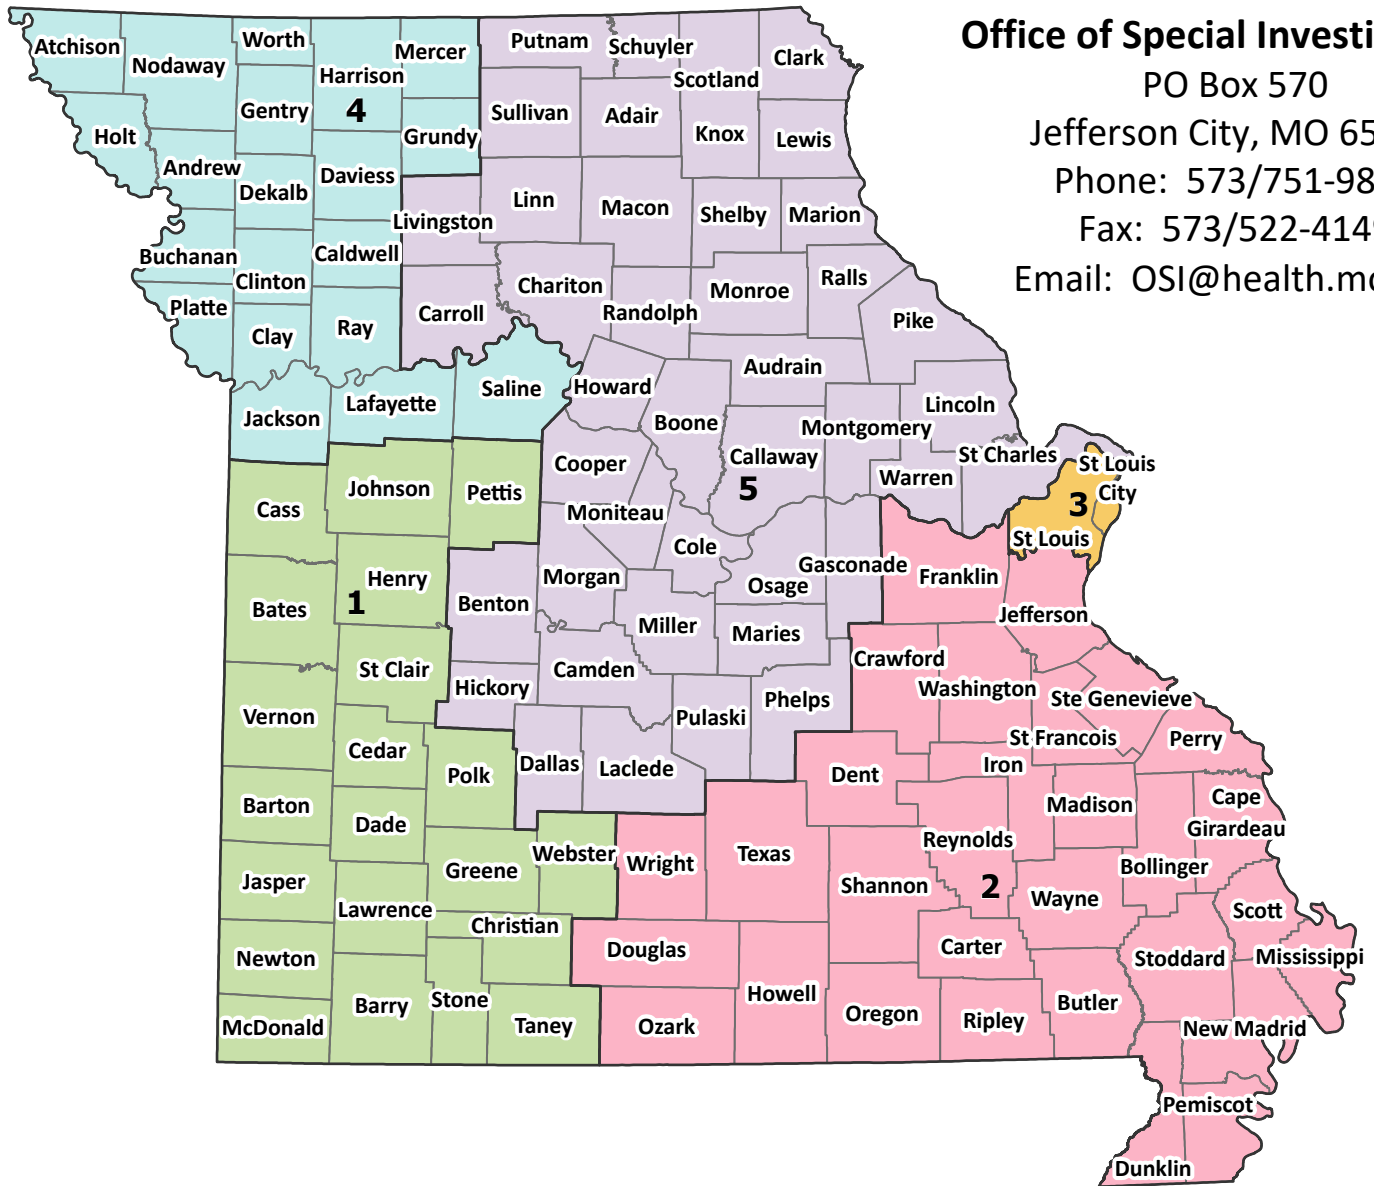 Office of Special Investi
PO Box 570
Jefferson City, MO 65
Phone: 573/751-98
Fax: 573/522-414
Email: OSI@health.mo
Atchison
Nodaway
Worth
Harrison
Mercer
Putnam
Schuyler
Scotland
Clark
Holt
Gentry
4
Grundy
Sullivan
Adair
Knox
Lewis
Andrew
Dekalb
Daviess
Livingston
Linn
Macon
Shelby
Marion
Buchanan
Clinton
Caldwell
Chariton
Randolph
Monroe
Ralls
Pike
Platte
Clay
Ray
Carroll
Audrain
Jackson
Lafayette
Saline
Howard
Boone
Callaway
5
Montgomery
Lincoln
Warren
St Charles
St Louis
City
3
St Louis
Cass
Johnson
Pettis
Cooper
Moniteau
Cole
Osage
Gasconade
Franklin
Jefferson
Bates
Henry
1
Benton
Morgan
Miller
Maries
Crawford
Washington
Ste Genevieve
St Francois
Perry
Vernon
St Clair
Hickory
Camden
Pulaski
Phelps
Cedar
Polk
Dallas
Laclede
Dent
Iron
Madison
Cape
Girardeau
Barton
Dade
Greene
Webster
Wright
Texas
Shannon
Reynolds
2
Wayne
Bollinger
Scott
Jasper
Lawrence
Christian
Douglas
Carter
Stoddard
Mississippi
Newton
Barry
Stone
Taney
Ozark
Howell
Oregon
Ripley
Butler
New Madrid
McDonald
Pemiscot
Dunklin